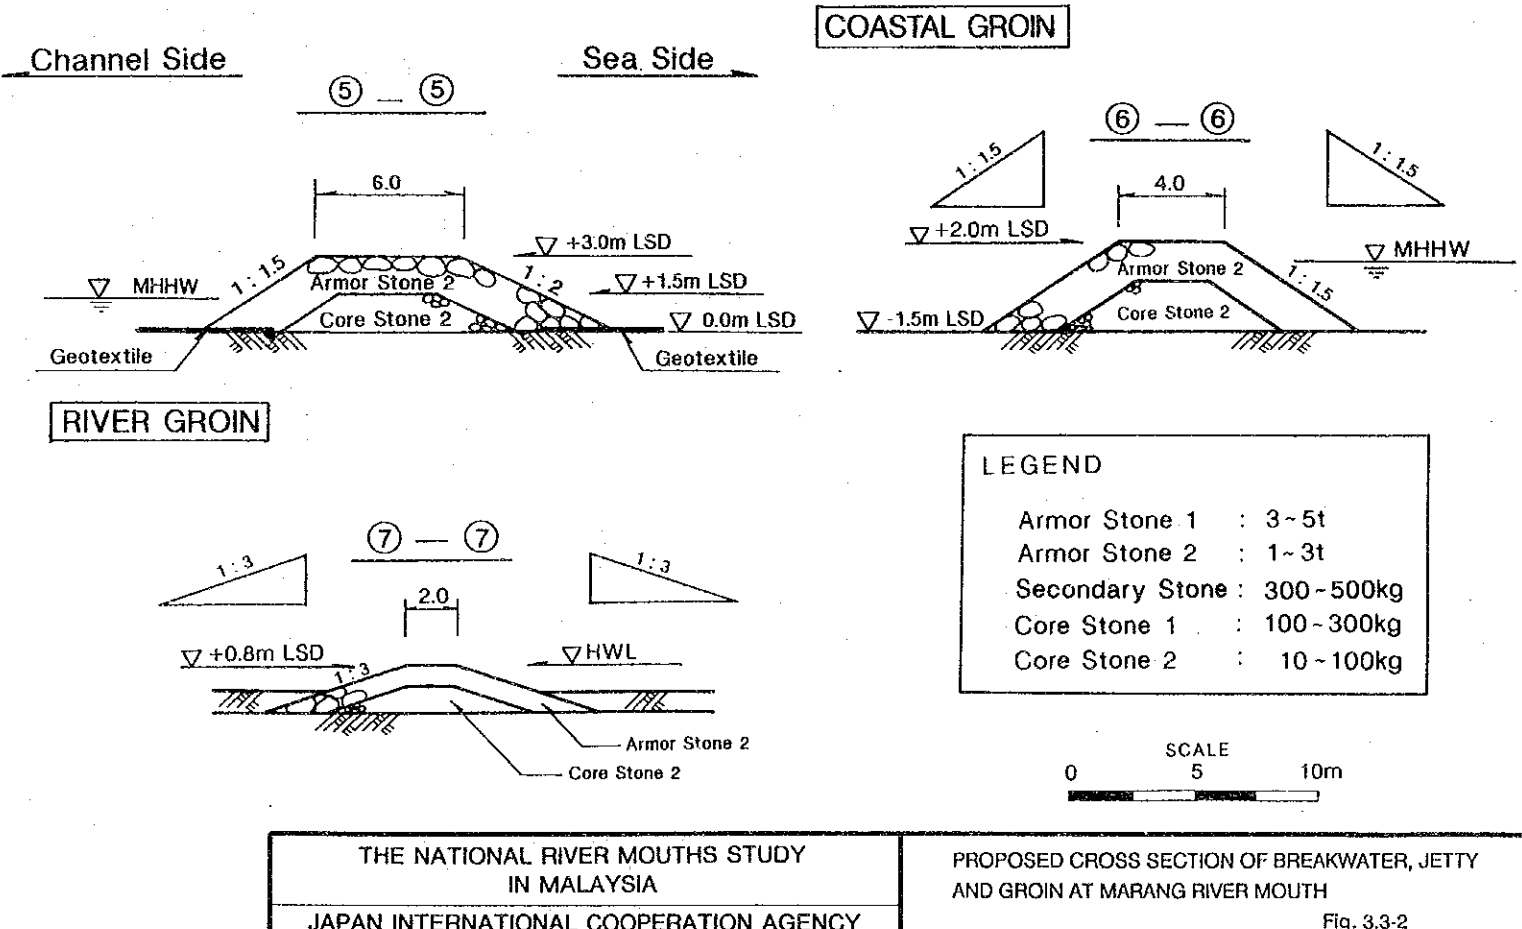 COASTAL GROIN
Channel Side
Sea Side
5 — 5
6.0
+3.0m LSD
MHHW
1 : 1.5
Armor Stone 2
1 : 2
+1.5m LSD
Core Stone 2
0.0m LSD
Geotextile
Geotextile
6 — 6
1 : 1.5
1 : 1.5
4.0
+2.0m LSD
MHHW
Armor Stone 2
1 : 1.5
-1.5m LSD
Core Stone 2
RIVER GROIN
7 — 7
1 : 3
1 : 3
2.0
+0.8m LSD
1 : 3
HWL
Armor Stone 2
Core Stone 2
LEGEND
Armor Stone 1 : 3~5t
Armor Stone 2 : 1~3t
Secondary Stone : 300~500kg
Core Stone 1 : 100~300kg
Core Stone 2 : 10~100kg
SCALE
0 5 10m
THE NATIONAL RIVER MOUTHS STUDY
IN MALAYSIA
JAPAN INTERNATIONAL COOPERATION AGENCY
PROPOSED CROSS SECTION OF BREAKWATER, JETTY
AND GROIN AT MARANG RIVER MOUTH
Fig. 3.3-2